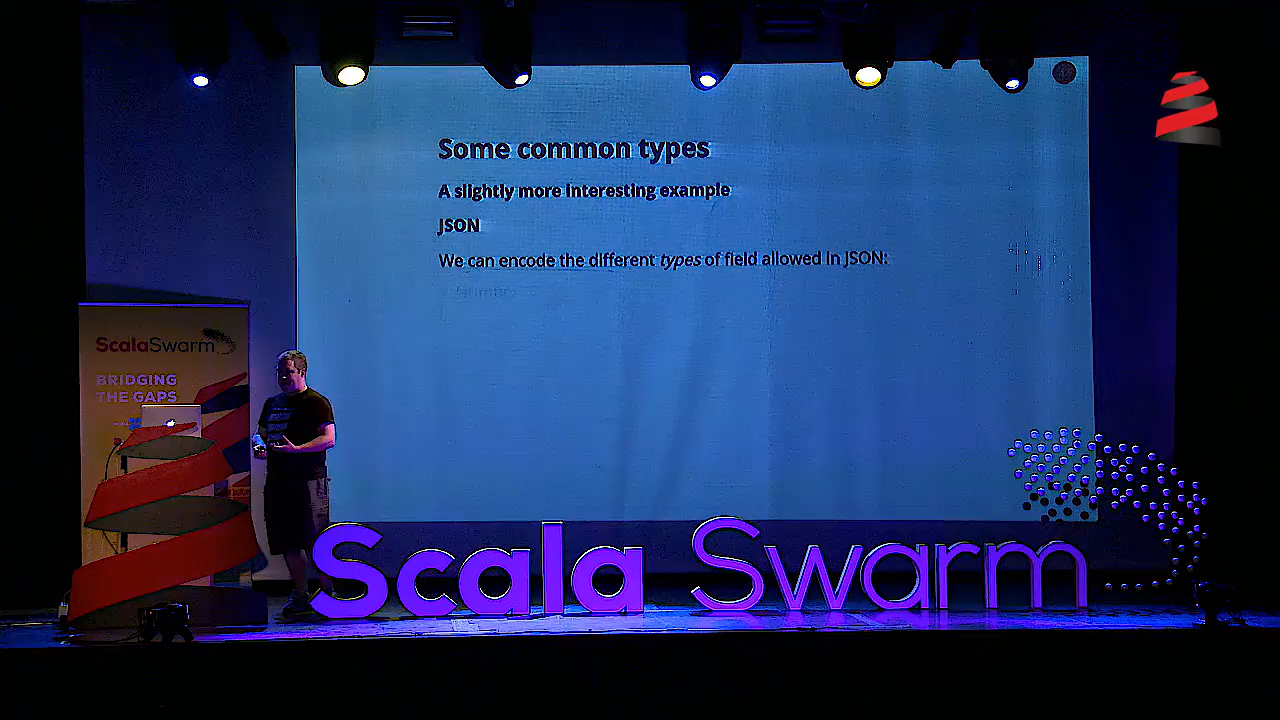 Some common types
A slightly more interesting example
JSON
We can encode the different types of field allowed in JSON:
ScalaSwarm
BRIDGING
THE GAPS
Scala Swarm